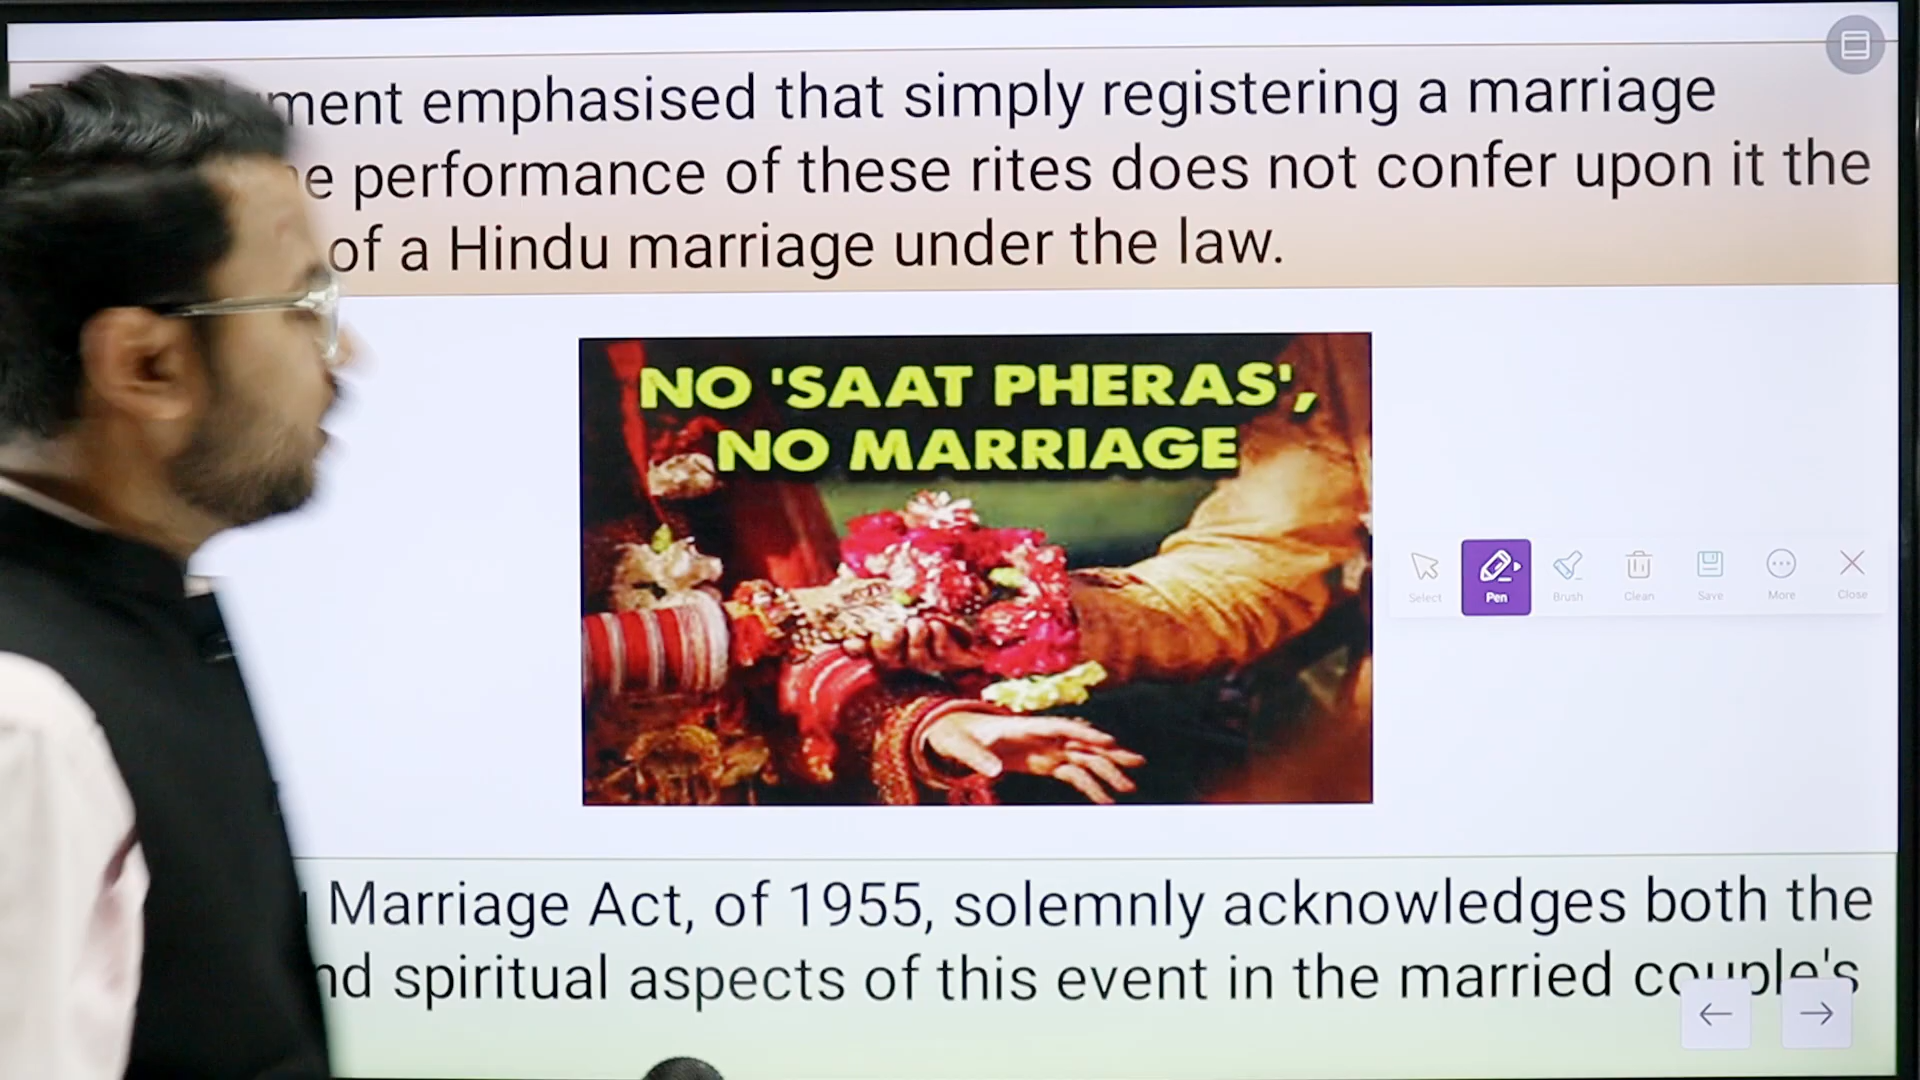 ment emphasised that simply registering a marriage
e performance of these rites does not confer upon it the
of a Hindu marriage under the law.
NO 'SAAT PHERAS',
NO MARRIAGE
Select Pen Brush Clean Save More Close
Marriage Act, of 1955, solemnly acknowledges both the
nd spiritual aspects of this event in the married couple's